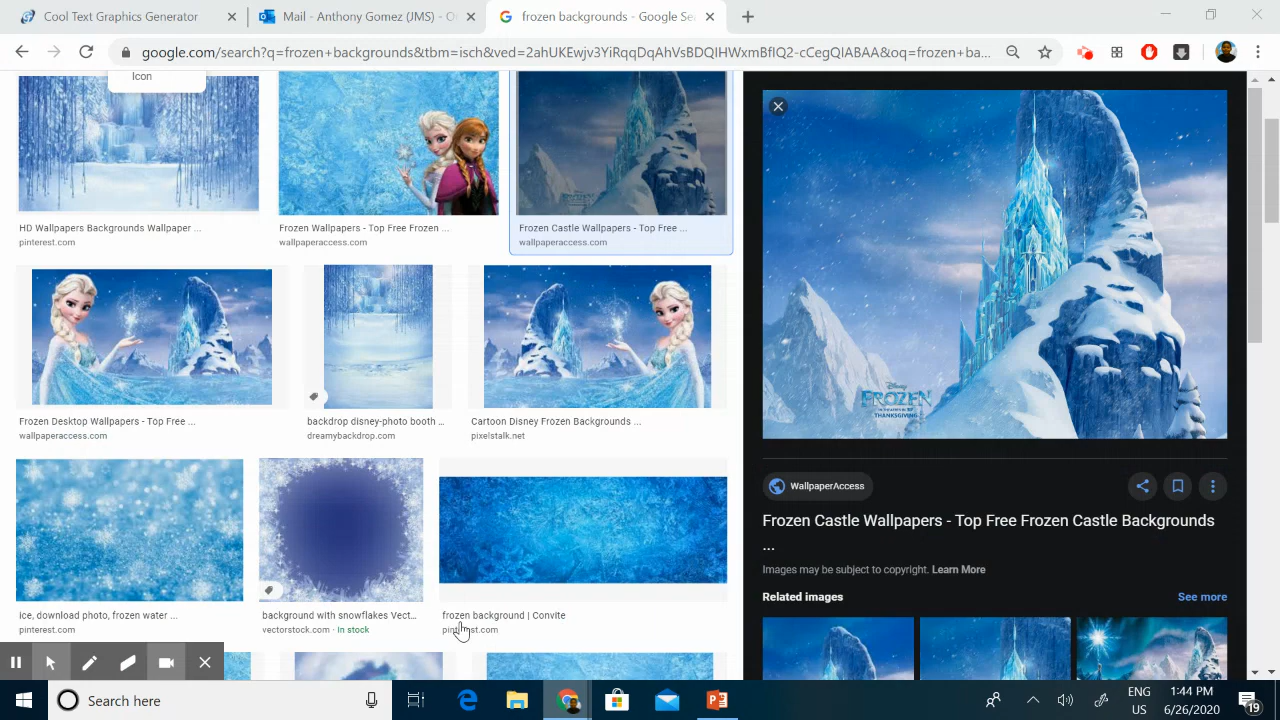 Cool Text Graphics Generator
Mail - Anthony Gomez (JMS) - O
frozen backgrounds - Google Se
google.com/search?q=frozen+backgrounds&tbm=isch&ved=2ahUKEwjv3YiRqqDqAhVsBDQIHWxmBfIQ2-cCegQIABAA&oq=frozen+ba...
Icon
HD Wallpapers Backgrounds Wallpaper ...
pinterest.com
Frozen Wallpapers - Top Free Frozen ...
wallpaperaccess.com
Frozen Castle Wallpapers - Top Free ...
wallpaperaccess.com
Frozen Desktop Wallpapers - Top Free ...
wallpaperaccess.com
backdrop disney-photo booth ...
dreamybackdrop.com
Cartoon Disney Frozen Backgrounds ...
pixelstalk.net
ice, download photo, frozen water ...
pinterest.com
background with snowflakes Vect...
vectorstock.com · In stock
frozen background | Convite
Disney
FROZEN
THANKSGIVING
WallpaperAccess
Frozen Castle Wallpapers - Top Free Frozen Castle Backgrounds
...
Images may be subject to copyright. Learn More
Related images
See more
Search here
ENG
US
1:44 PM
6/26/2020
19